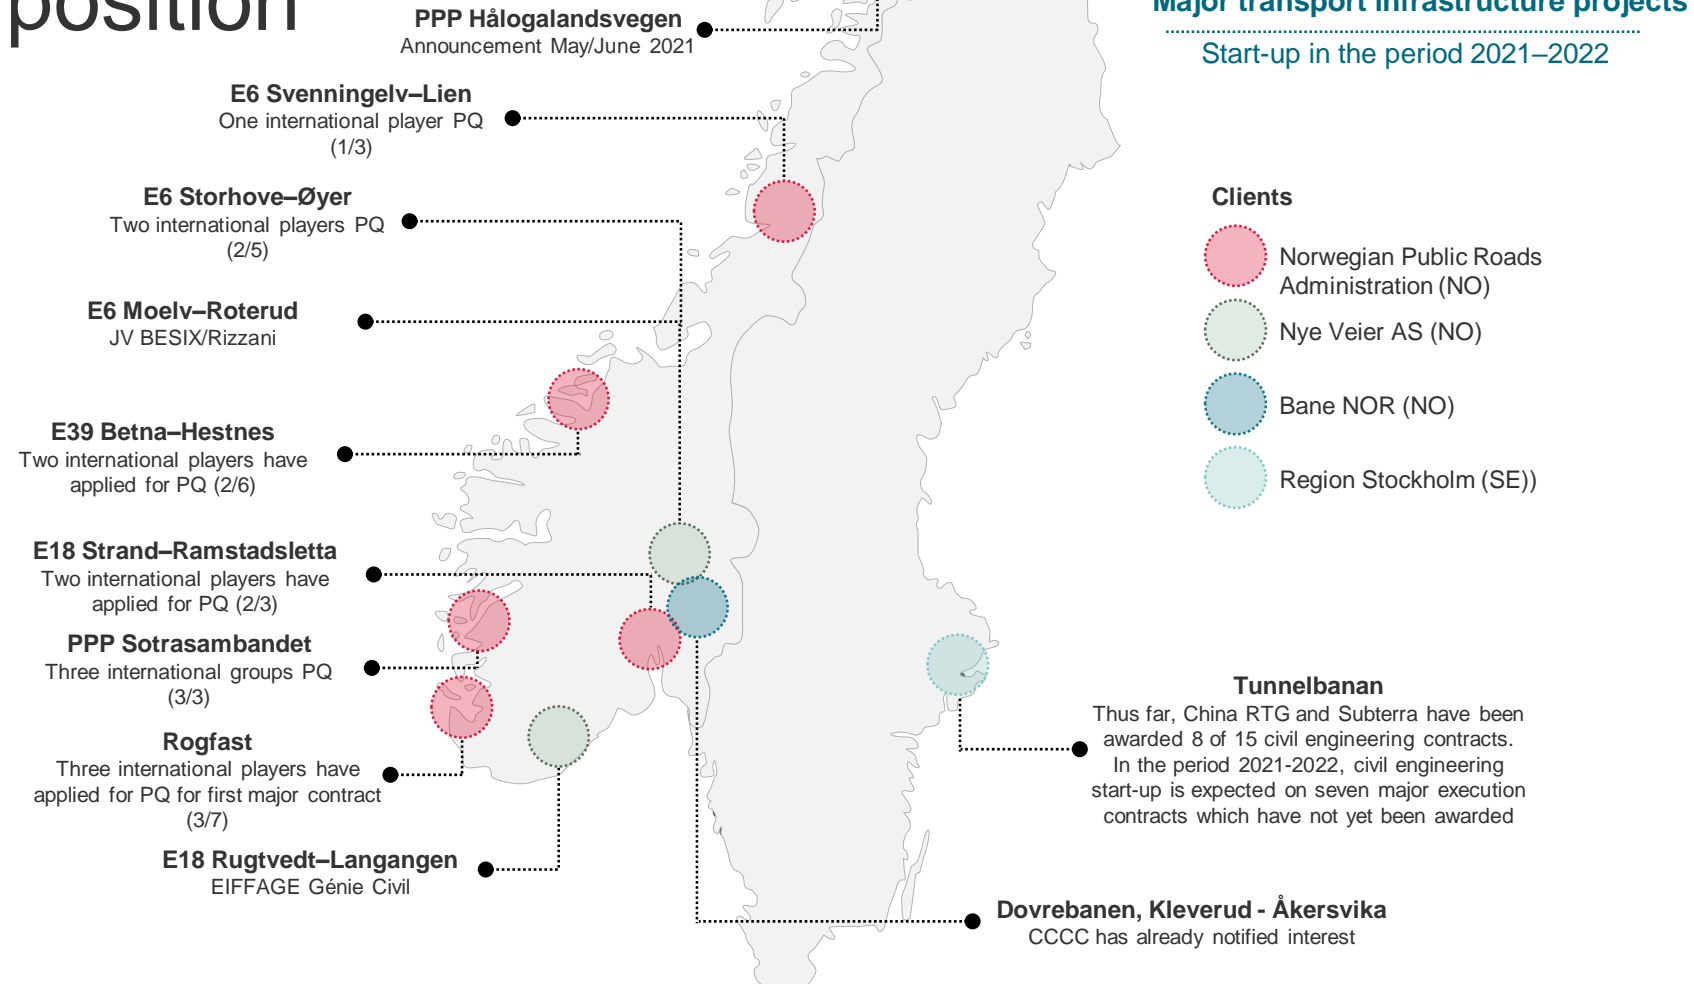 position
Major transport infrastructure projects
Start-up in the period 2021–2022
PPP Hålogalandsvegen
Announcement May/June 2021
E6 Svenningelv–Lien
One international player PQ
(1/3)
E6 Storhove–Øyer
Two international players PQ
(2/5)
E6 Moelv–Roterud
JV BESIX/Rizzani
E39 Betna–Hestnes
Two international players have
applied for PQ (2/6)
E18 Strand–Ramstadsletta
Two international players have
applied for PQ (2/3)
PPP Sotrasambandet
Three international groups PQ
(3/3)
Rogfast
Three international players have
applied for PQ for first major contract
(3/7)
E18 Rugtvedt–Langangen
EIFFAGE Génie Civil
Clients
Norwegian Public Roads
Administration (NO)
Nye Veier AS (NO)
Bane NOR (NO)
Region Stockholm (SE))
Tunnelbanan
Thus far, China RTG and Subterra have been
awarded 8 of 15 civil engineering contracts.
In the period 2021-2022, civil engineering
start-up is expected on seven major execution
contracts which have not yet been awarded
Dovrebanen, Kleverud - Åkersvika
CCCC has already notified interest